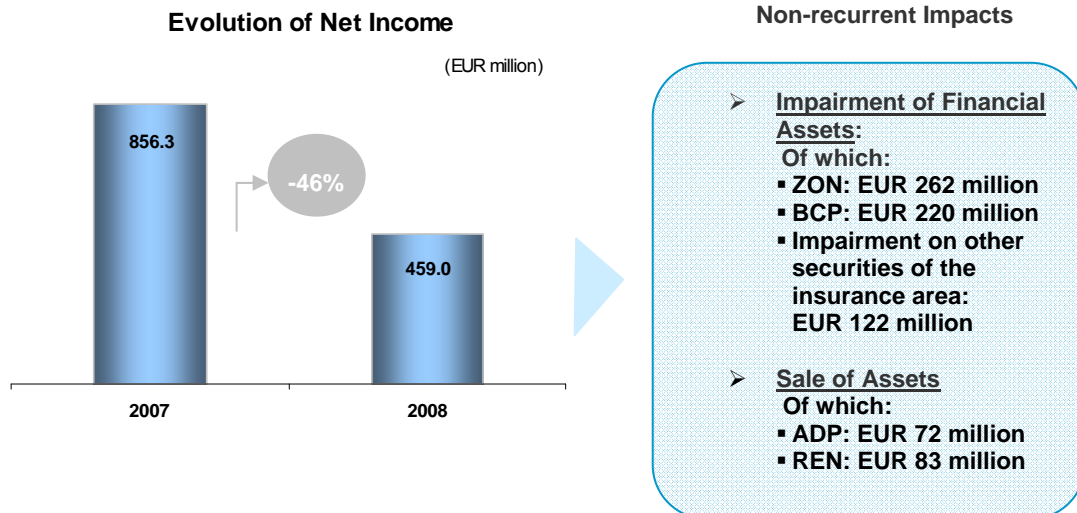 Evolution of Net Income
(EUR million)
856.3
-46%
459.0
2007
2008
Non-recurrent Impacts
➢ Impairment of Financial
Assets:
Of which:
▪ ZON: EUR 262 million
▪ BCP: EUR 220 million
▪ Impairment on other
securities of the
insurance area:
EUR 122 million
➢ Sale of Assets
Of which:
▪ ADP: EUR 72 million
▪ REN: EUR 83 million